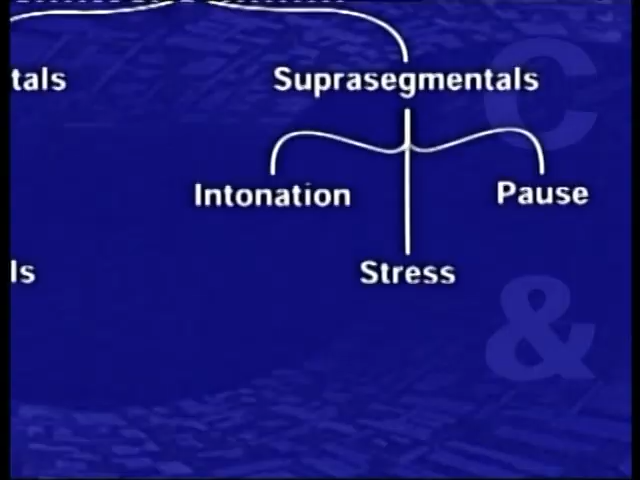 tals Suprasegmentals
Intonation Pause
ls Stress
C
&